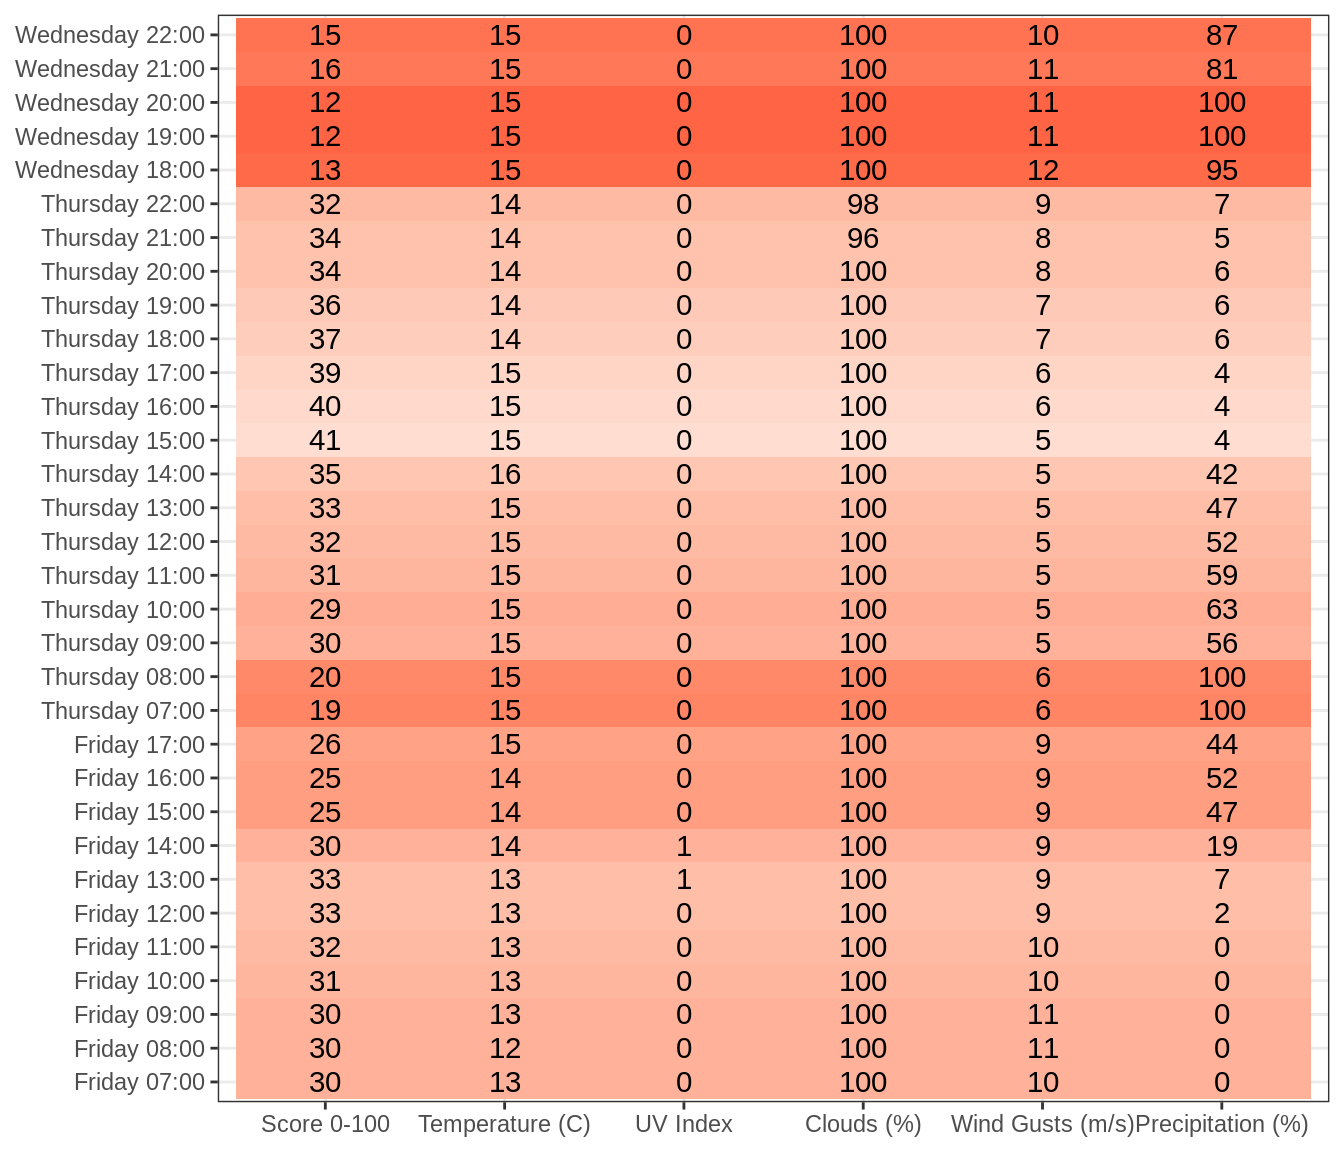 Wednesday 22:00 15 15 0 100 10 87
Wednesday 21:00 16 15 0 100 11 81
Wednesday 20:00 12 15 0 100 11 100
Wednesday 19:00 12 15 0 100 11 100
Wednesday 18:00 13 15 0 100 12 95
Thursday 22:00 32 14 0 98 9 7
Thursday 21:00 34 14 0 96 8 5
Thursday 20:00 34 14 0 100 8 6
Thursday 19:00 36 14 0 100 7 6
Thursday 18:00 37 14 0 100 7 6
Thursday 17:00 39 15 0 100 6 4
Thursday 16:00 40 15 0 100 6 4
Thursday 15:00 41 15 0 100 5 4
Thursday 14:00 35 16 0 100 5 42
Thursday 13:00 33 15 0 100 5 47
Thursday 12:00 32 15 0 100 5 52
Thursday 11:00 31 15 0 100 5 59
Thursday 10:00 29 15 0 100 5 63
Thursday 09:00 30 15 0 100 5 56
Thursday 08:00 20 15 0 100 6 100
Thursday 07:00 19 15 0 100 6 100
Friday 17:00 26 15 0 100 9 44
Friday 16:00 25 14 0 100 9 52
Friday 15:00 25 14 0 100 9 47
Friday 14:00 30 14 1 100 9 19
Friday 13:00 33 13 1 100 9 7
Friday 12:00 33 13 0 100 9 2
Friday 11:00 32 13 0 100 10 0
Friday 10:00 31 13 0 100 10 0
Friday 09:00 30 13 0 100 11 0
Friday 08:00 30 12 0 100 11 0
Friday 07:00 30 13 0 100 10 0
Score 0-100 Temperature (C) UV Index Clouds (%) Wind Gusts (m/s) Precipitation (%)